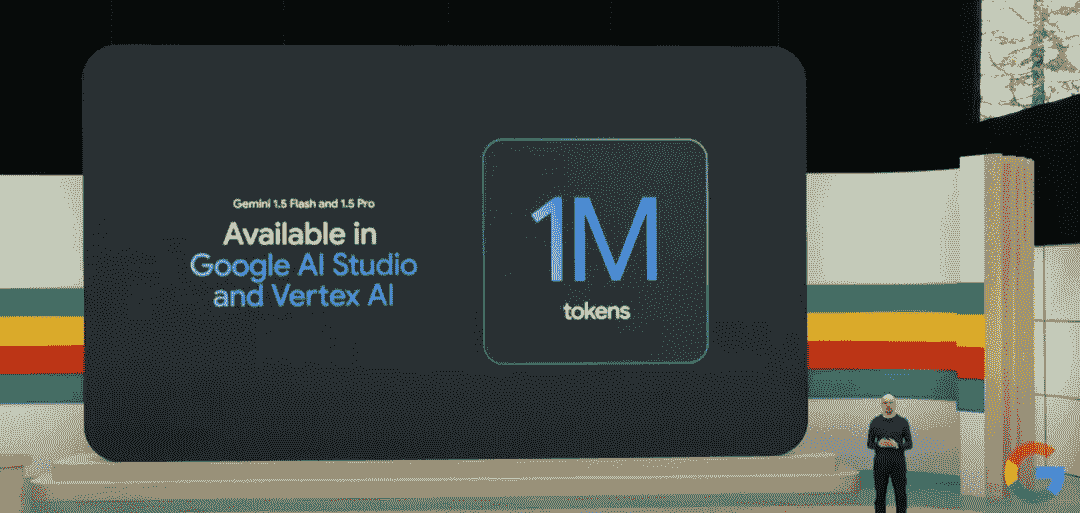 Gemini 1.5 Flash and 1.5 Pro
Available in
Google AI Studio
and Vertex AI
1M
tokens